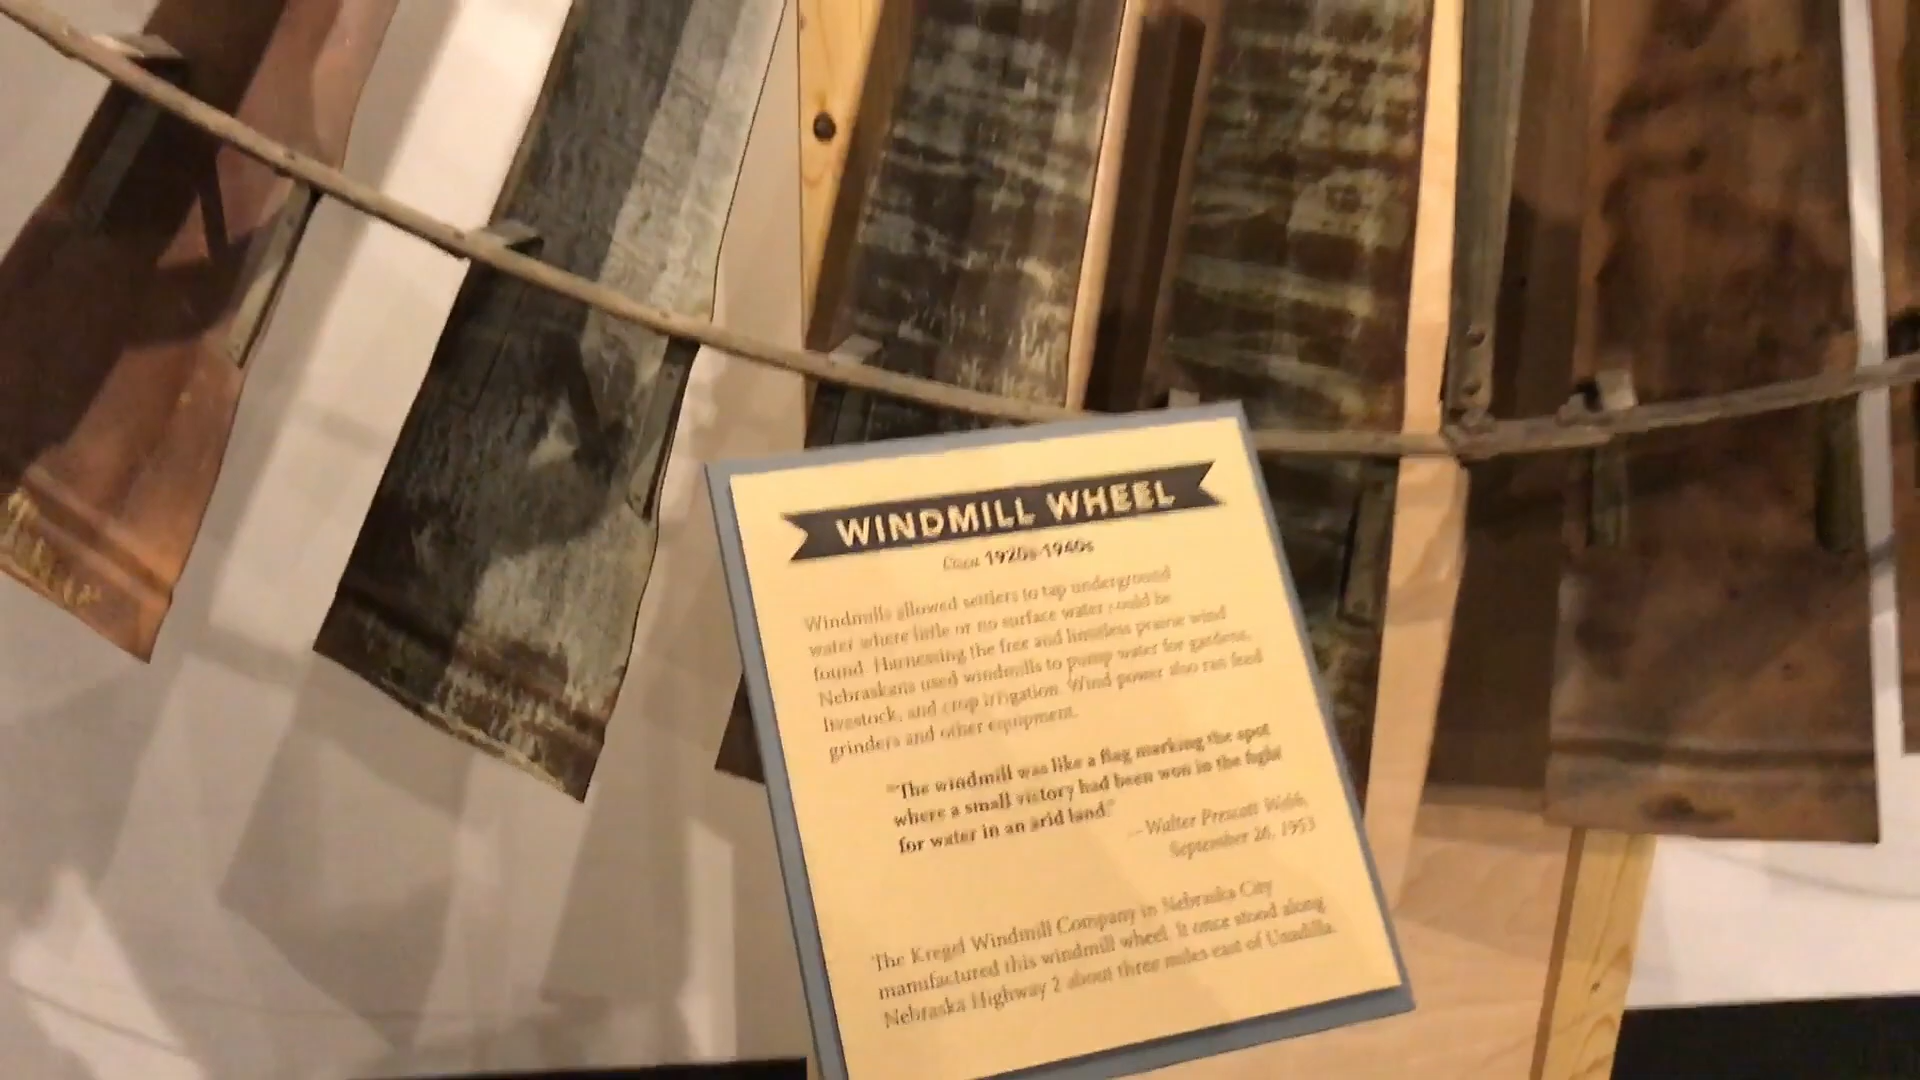 WINDMILL WHEEL
Circa 1920s-1940s
Windmills allowed settlers to tap underground
water where little or no surface water could be
found. Harnessing the free and limitless prairie wind
Nebraskans used windmills to pump water for gardens,
livestock, and crop irrigation. Wind power also ran feed
grinders and other equipment.
"The windmill was like a flag marking the spot
where a small victory had been won in the fight
for water in an arid land."
—Walter Prescott Webb,
September 26, 1953
The Kregel Windmill Company in Nebraska City
manufactured this windmill wheel. It once stood along
Nebraska Highway 2 about three miles east of Unadilla.